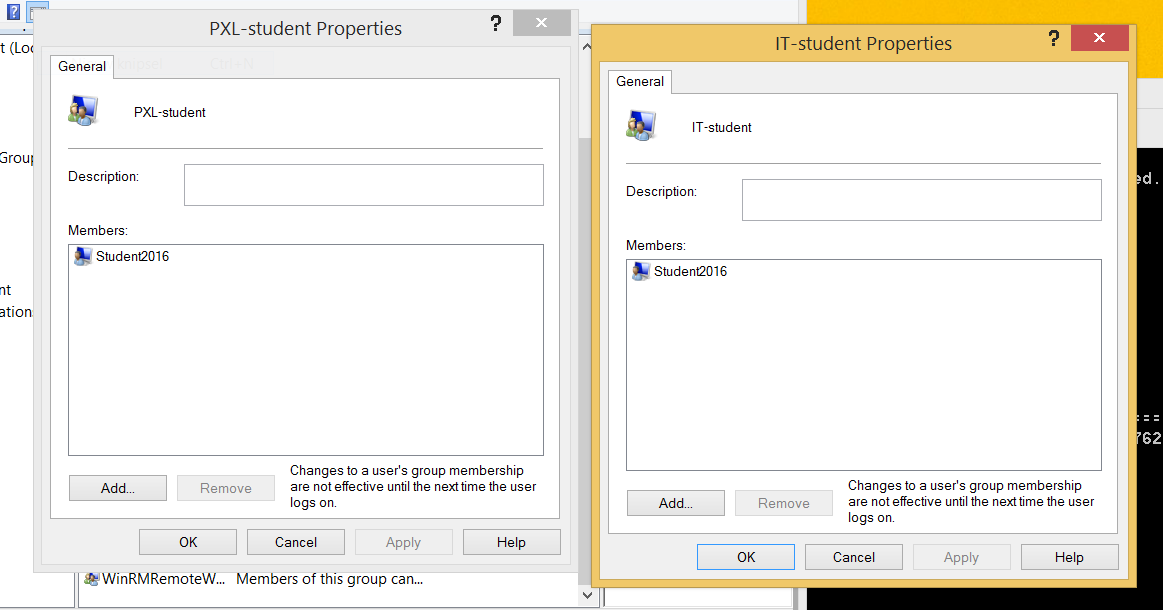 PXL-student Properties
General
PXL-student
Description:
Members:
Student2016
Add...
Remove
Changes to a user's group membership
are not effective until the next time the user
logs on.
OK
Cancel
Apply
Help
IT-student Properties
General
IT-student
Description:
Members:
Student2016
Add...
Remove
Changes to a user's group membership
are not effective until the next time the user
logs on.
OK
Cancel
Apply
Help
t (Loc
Group
nt
ations
WinRMRemoteW... Members of this group can...
ed.
===
762